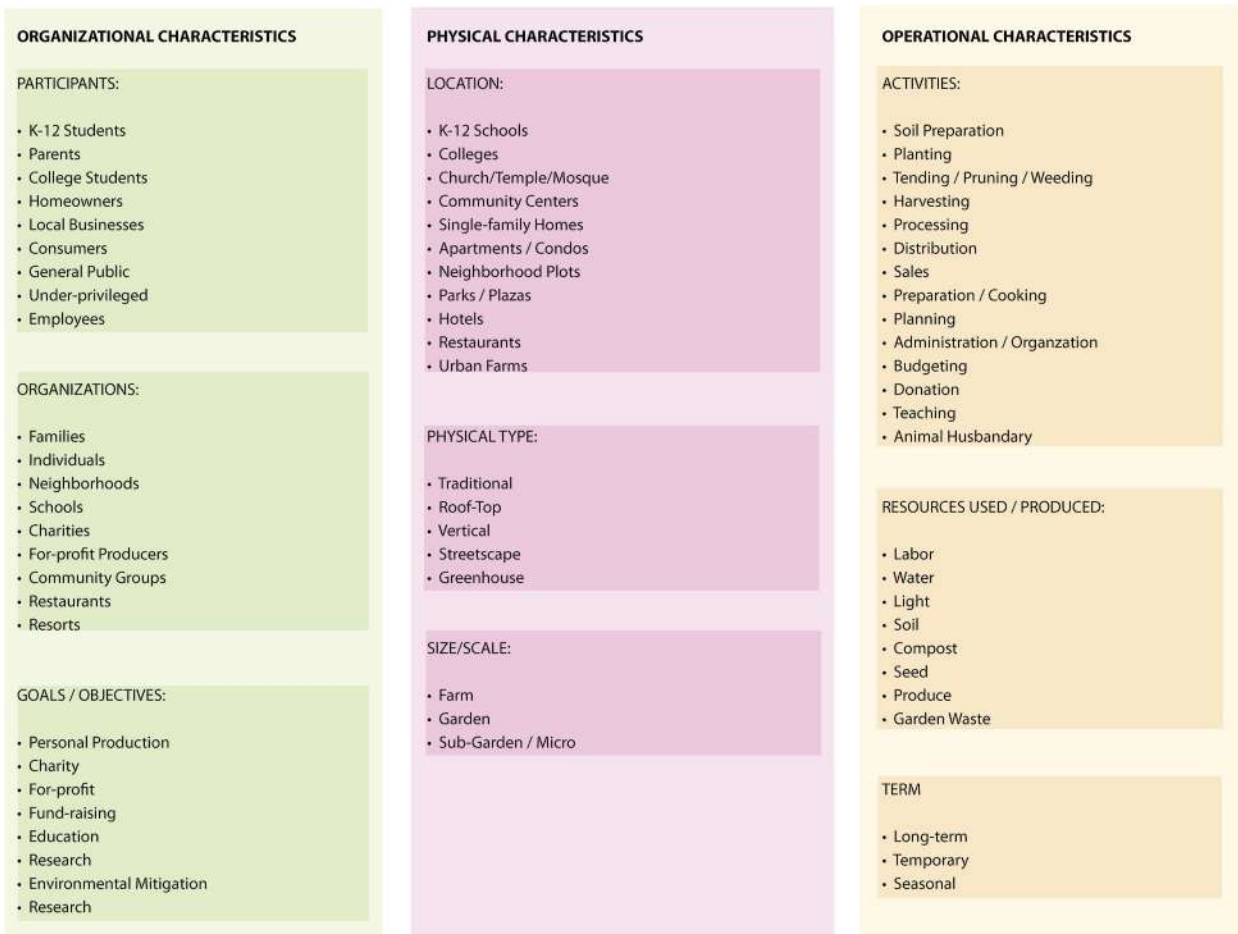 ORGANIZATIONAL CHARACTERISTICS
PARTICIPANTS:
• K-12 Students
• Parents
• College Students
• Homeowners
• Local Businesses
• Consumers
• General Public
• Under-privileged
• Employees
ORGANIZATIONS:
• Families
• Individuals
• Neighborhoods
• Schools
• Charities
• For-profit Producers
• Community Groups
• Restaurants
• Resorts
GOALS / OBJECTIVES:
• Personal Production
• Charity
• For-profit
• Fund-raising
• Education
• Research
• Environmental Mitigation
• Research
PHYSICAL CHARACTERISTICS
LOCATION:
• K-12 Schools
• Colleges
• Church/Temple/Mosque
• Community Centers
• Single-family Homes
• Apartments / Condos
• Neighborhood Plots
• Parks / Plazas
• Hotels
• Restaurants
• Urban Farms
PHYSICAL TYPE:
• Traditional
• Roof-Top
• Vertical
• Streetscape
• Greenhouse
SIZE/SCALE:
• Farm
• Garden
• Sub-Garden / Micro
OPERATIONAL CHARACTERISTICS
ACTIVITIES:
• Soil Preparation
• Planting
• Tending / Pruning / Weeding
• Harvesting
• Processing
• Distribution
• Sales
• Preparation / Cooking
• Planning
• Administration / Organzation
• Budgeting
• Donation
• Teaching
• Animal Husbandary
RESOURCES USED / PRODUCED:
• Labor
• Water
• Light
• Soil
• Compost
• Seed
• Produce
• Garden Waste
TERM
• Long-term
• Temporary
• Seasonal